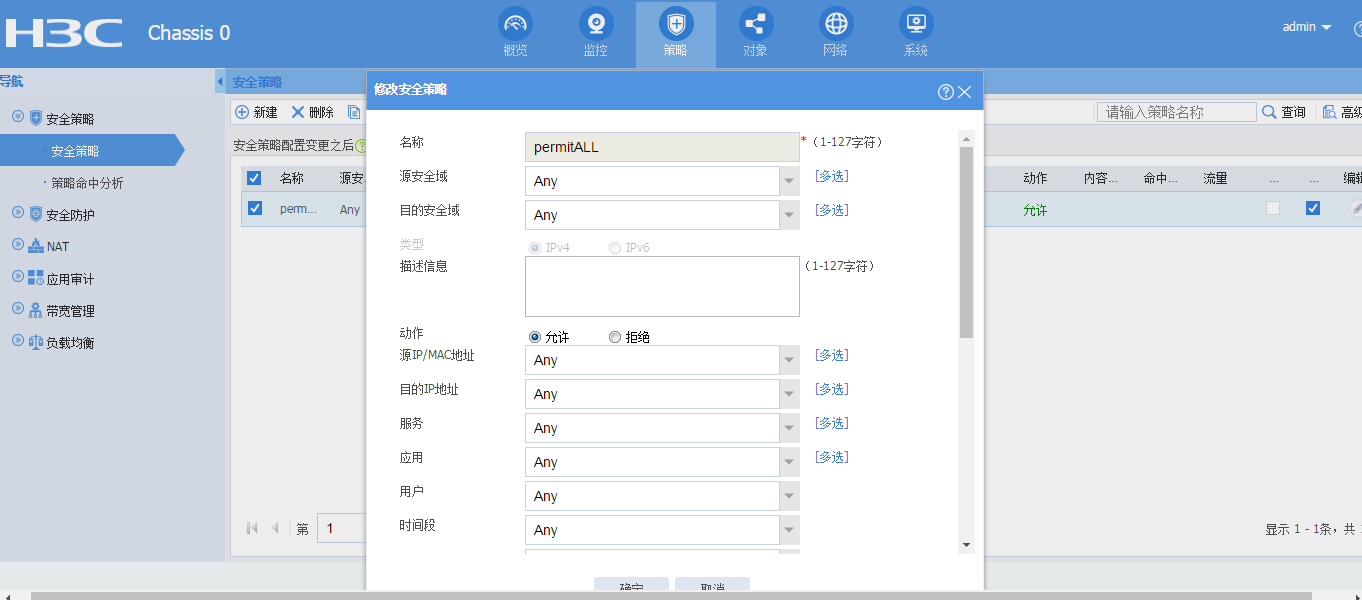 H3C Chassis 0
概览 监控 策略 对象 网络 系统
admin
导航
安全策略
安全策略
策略命中分析
安全防护
NAT
应用审计
带宽管理
负载均衡
安全策略
新建 删除
请输入策略名称 查询 高级
安全策略配置变更之后
名称 源安... 动作 内容... 命中... 流量 ... ... 编辑
perm... Any 允许
第 1
显示 1 - 1条，共
修改安全策略
名称 permitALL * （1-127字符）
源安全域 Any [多选]
目的安全域 Any [多选]
类型 IPv4 IPv6
描述信息 （1-127字符）
动作 允许 拒绝
源IP/MAC地址 Any [多选]
目的IP地址 Any [多选]
服务 Any [多选]
应用 Any [多选]
用户 Any
时间段 Any
确定 取消